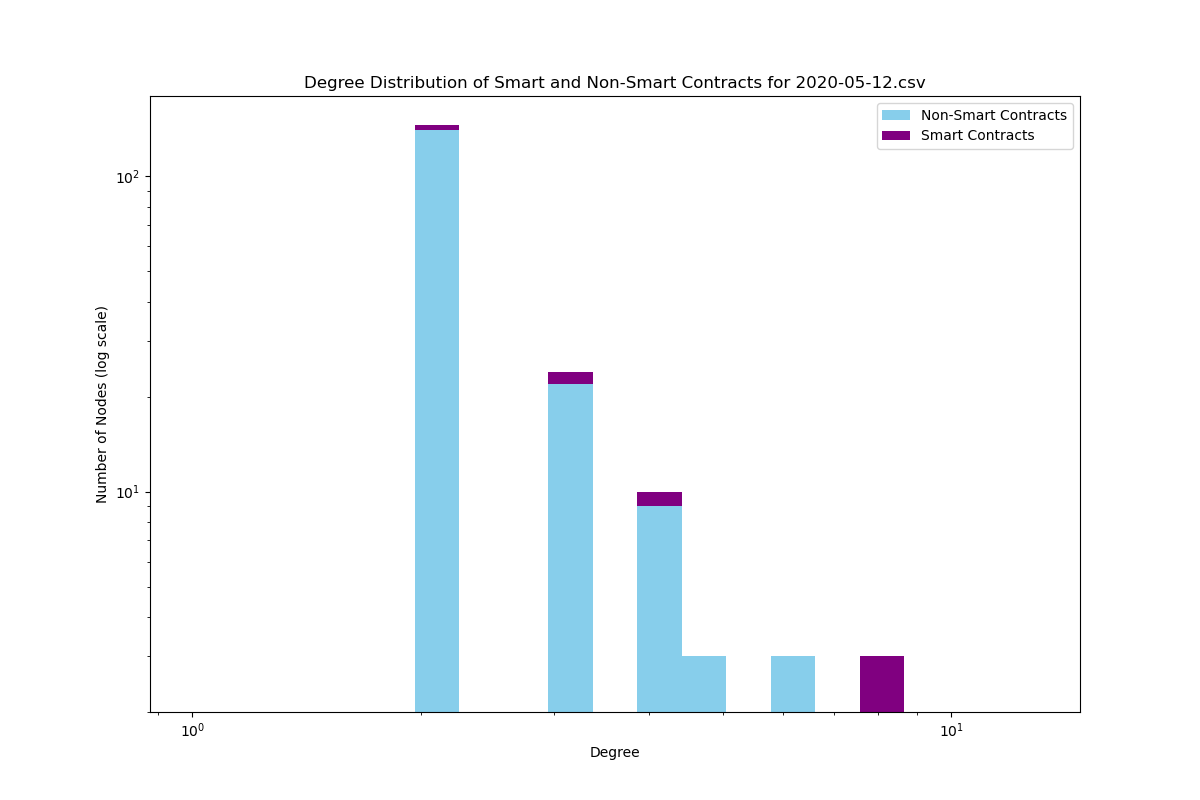 Degree Distribution of Smart and Non-Smart Contracts for 2020-05-12.csv
Non-Smart Contracts
Smart Contracts
10²
10¹
Number of Nodes (log scale)
10⁰
10¹
Degree